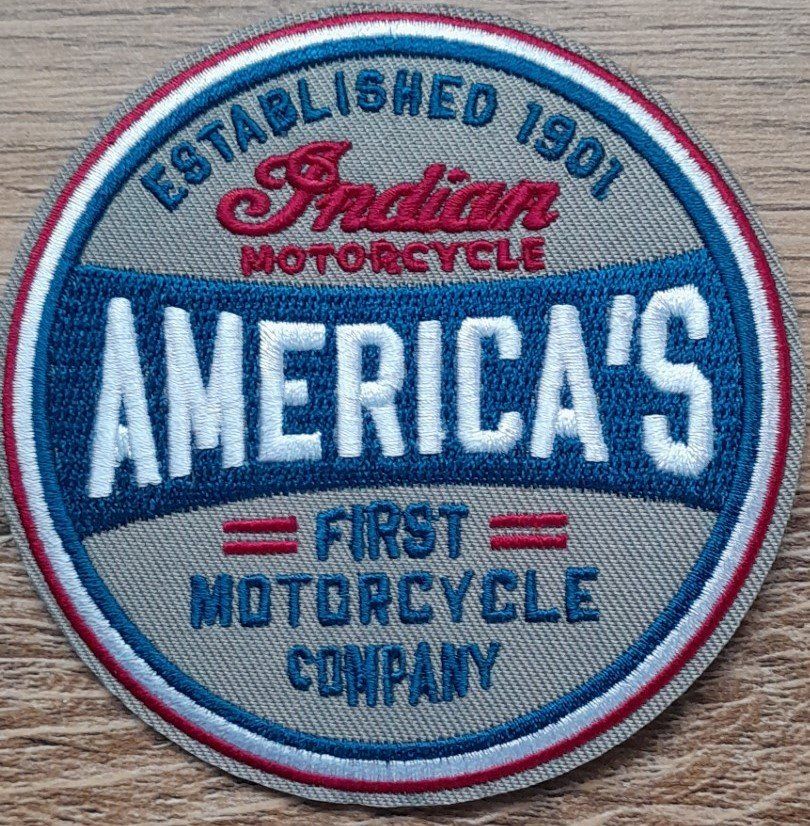 ESTABLISHED 1901
Indian
MOTORCYCLE
AMERICA'S
FIRST
MOTORCYCLE
COMPANY